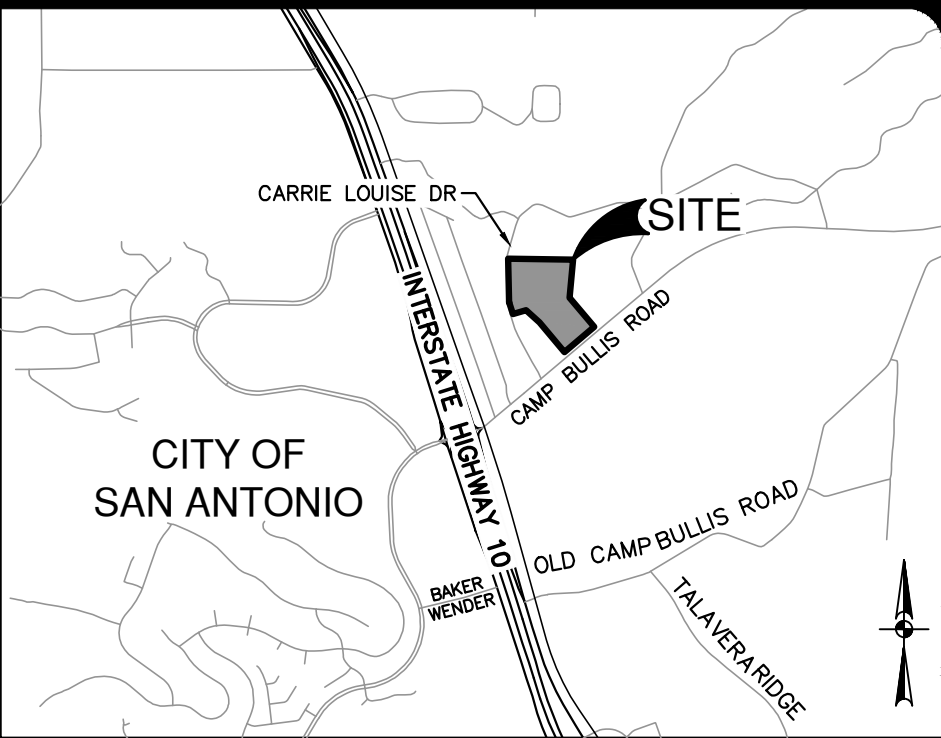 CARRIE LOUISE DR
SITE
INTERSTATE HIGHWAY 10
CAMP BULLIS ROAD
CITY OF
SAN ANTONIO
OLD CAMP BULLIS ROAD
BAKER
WENDER
TALAVERA RIDGE